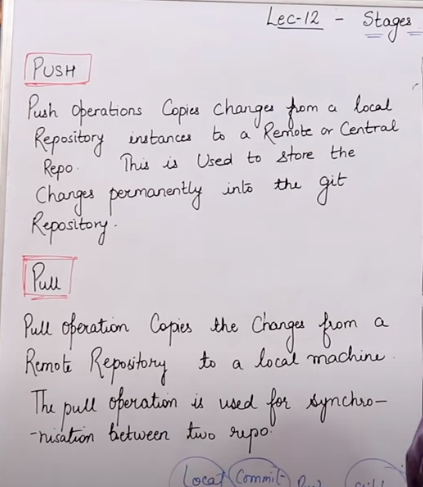 Lec-12 - Stages
PUSH
Push operations Copies changes from a local
Repository instances to a Remote or Central
Repo. This is Used to store the
Changes permanently into the git
Repository.
Pull
Pull operation Copies the Changes from a
Remote Repository to a local machine.
The pull operation is used for synchro-
-nisation between two repo.
Local Commit